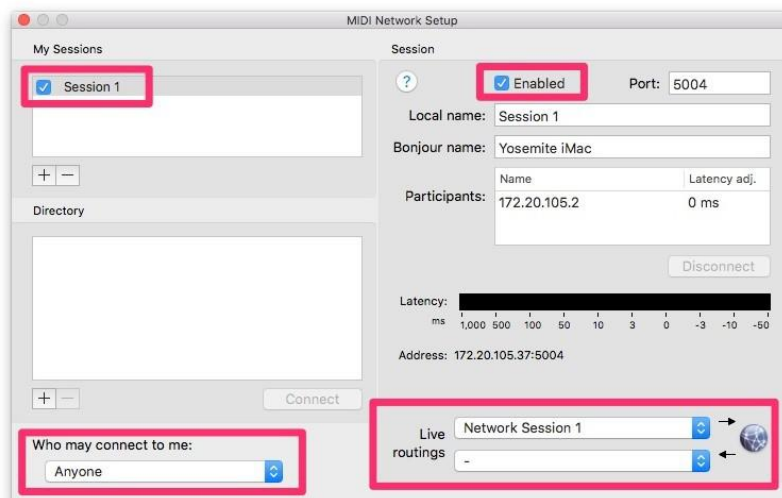 MIDI Network Setup
My Sessions
Session 1
+ −
Directory
+ −
Connect
Who may connect to me:
Anyone
Session
?
Enabled
Port: 5004
Local name: Session 1
Bonjour name: Yosemite iMac
Participants:
Name Latency adj.
172.20.105.2 0 ms
Disconnect
Latency:
ms 1,000 500 100 50 10 3 0 -3 -10 -50
Address: 172.20.105.37:5004
Live routings
Network Session 1
-